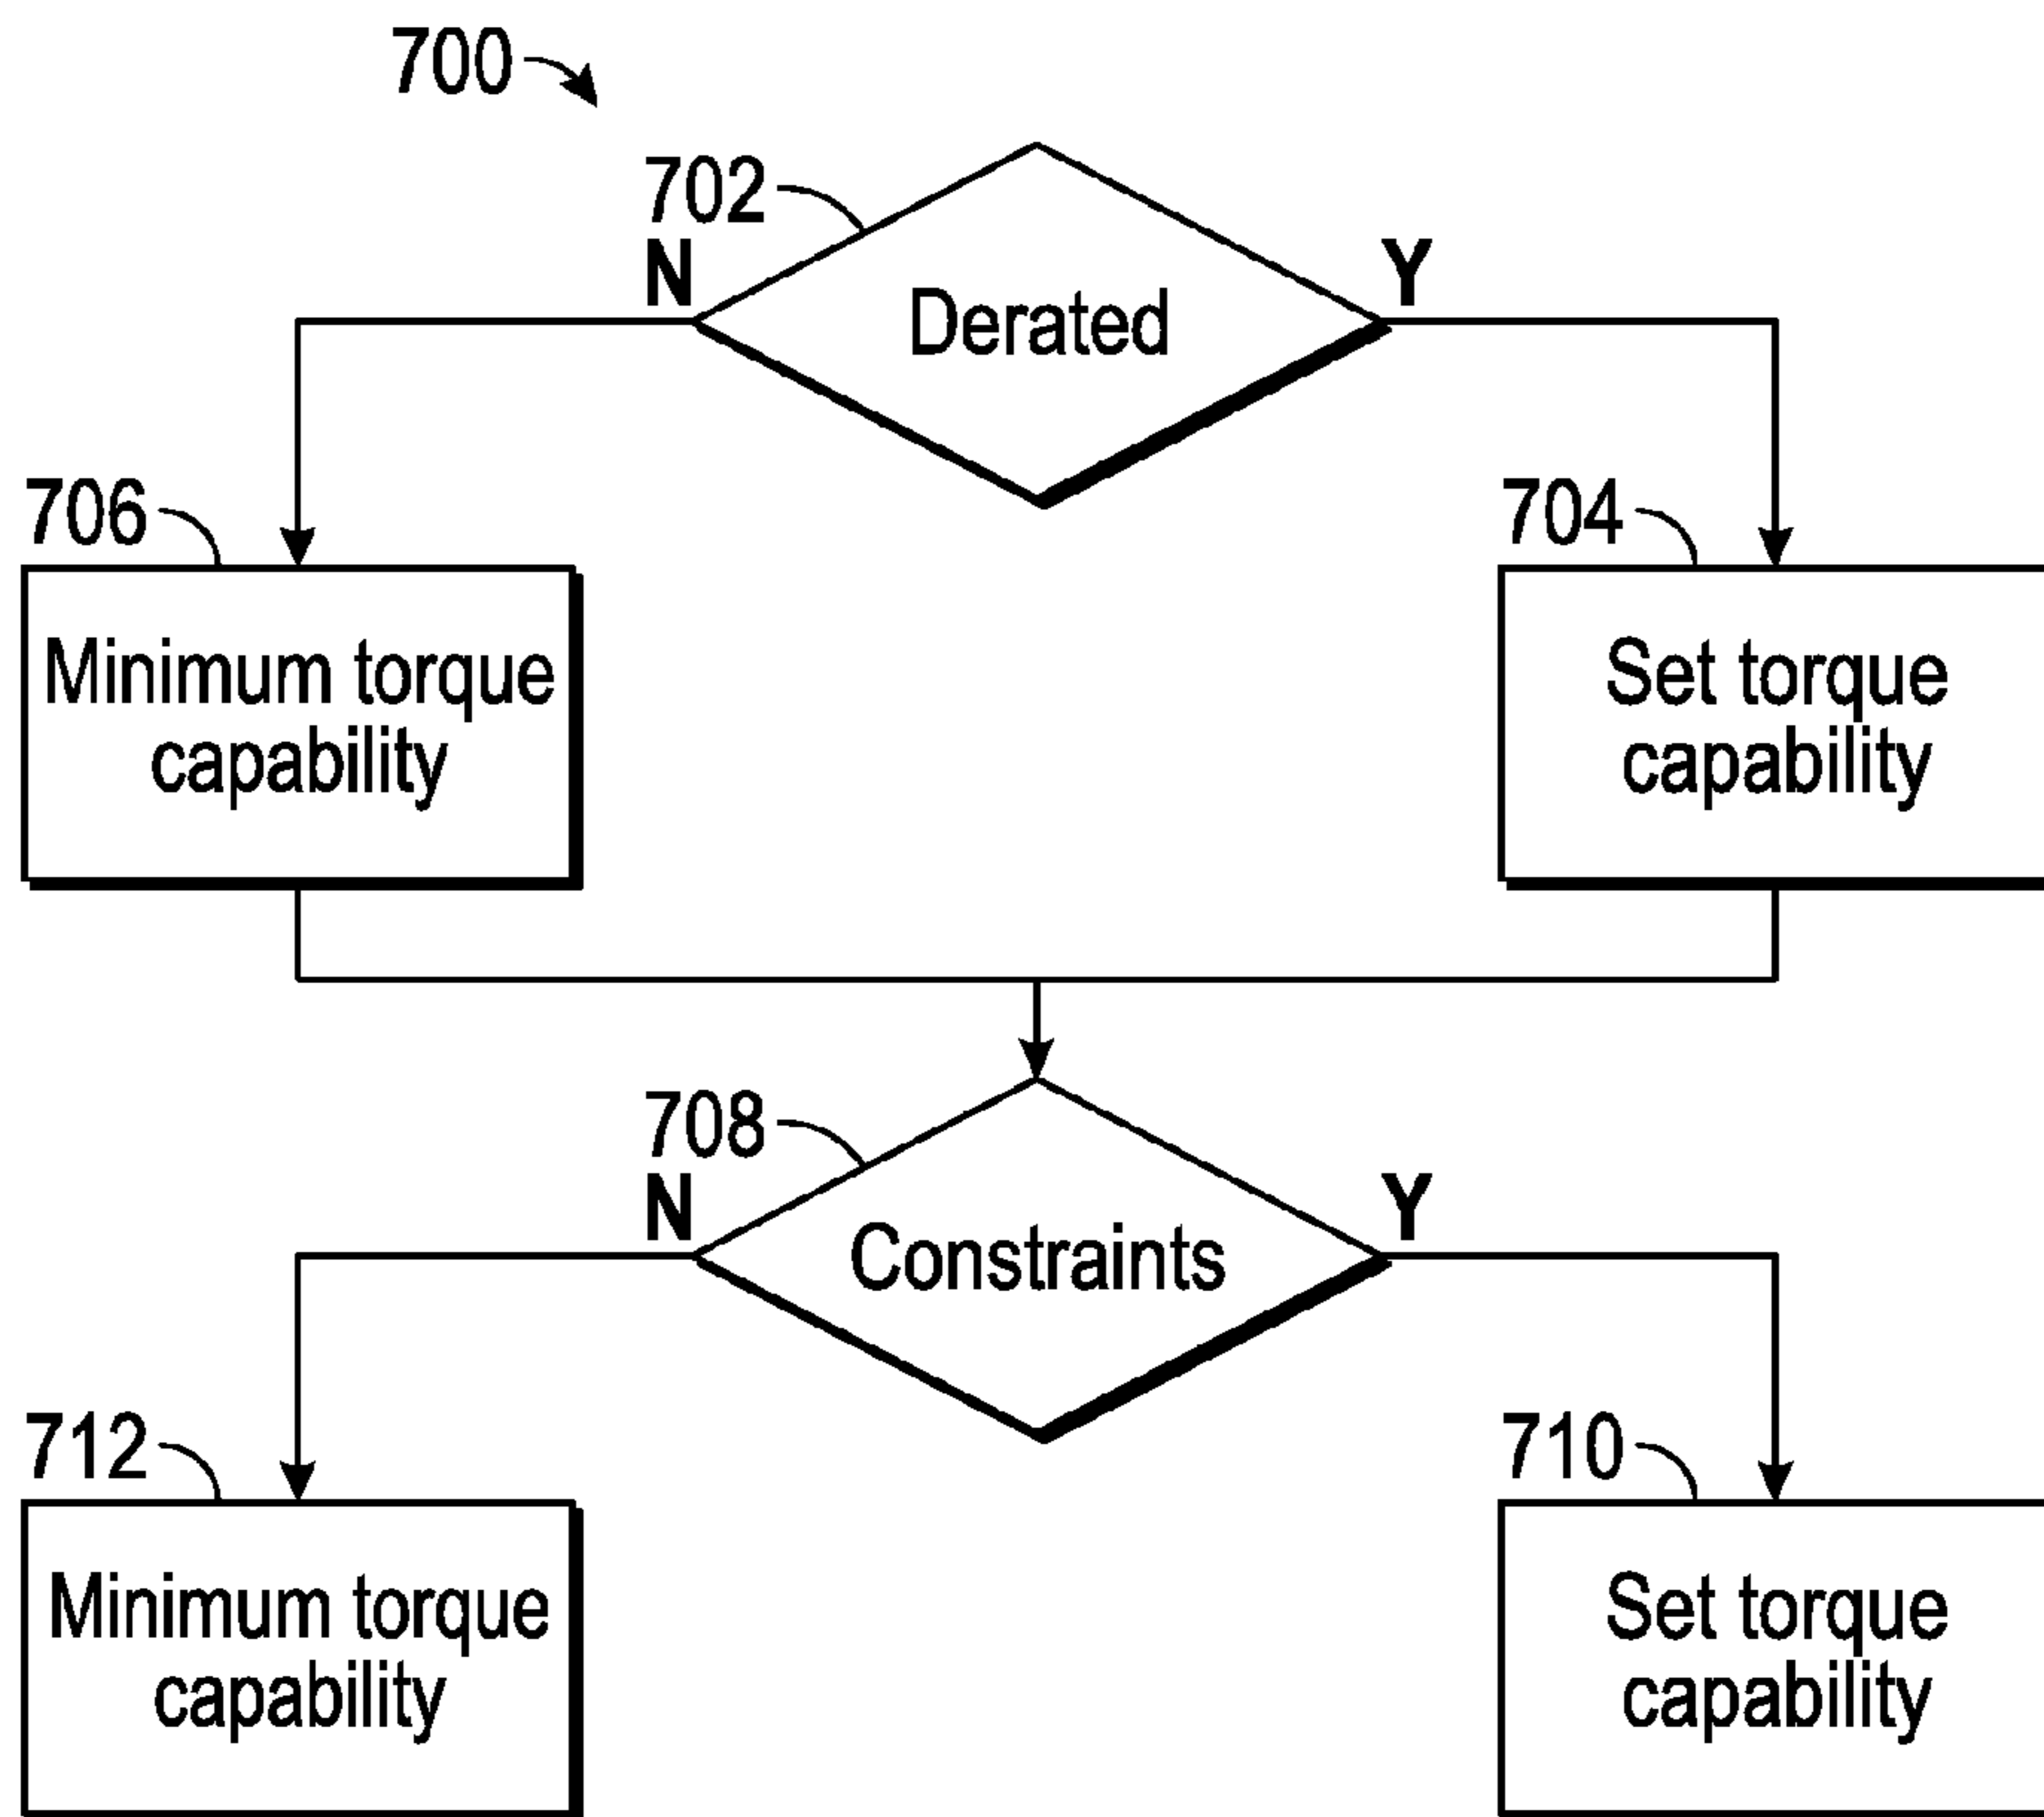 700
702
N
Y
Derated
706
704
Minimum torque
capability
Set torque
capability
708
N
Y
Constraints
712
710
Minimum torque
capability
Set torque
capability